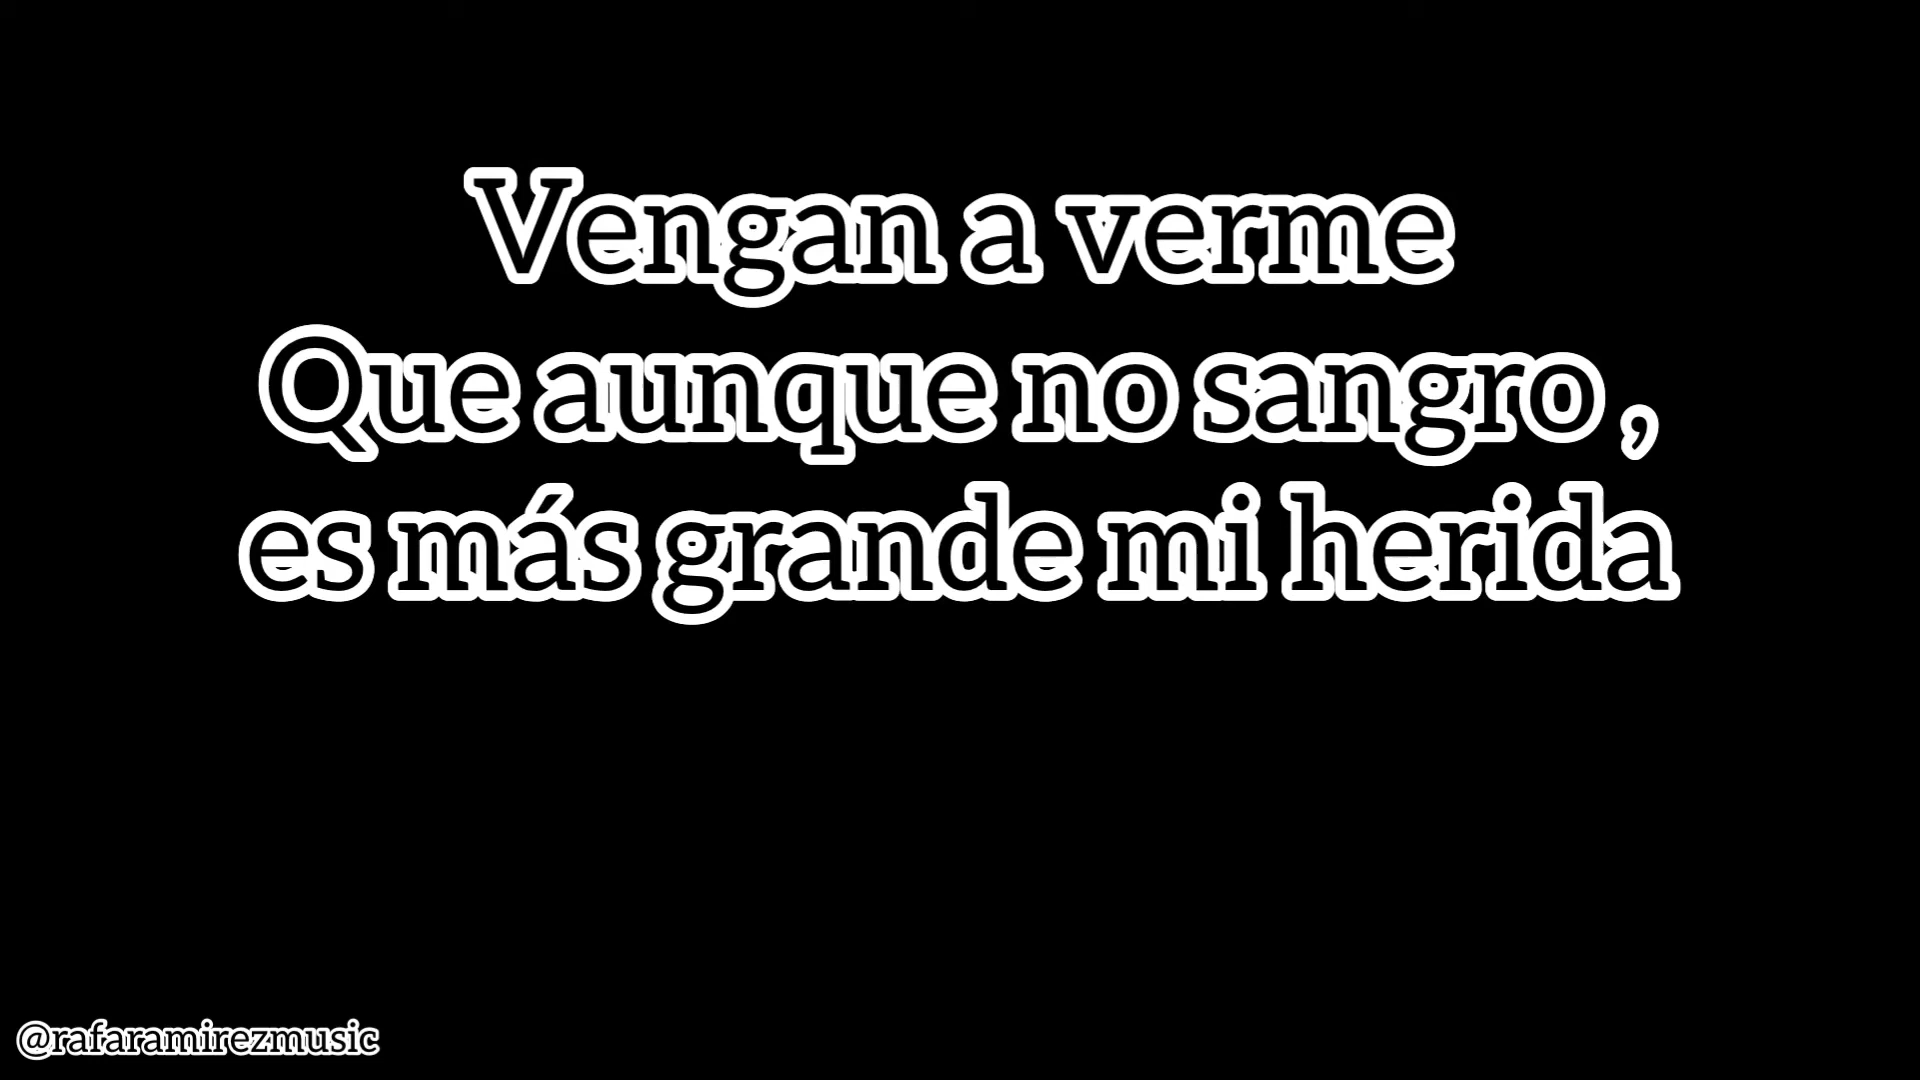 Vengan a verme
Que aunque no sangro ,
es más grande mi herida
@rafaramirezmusic